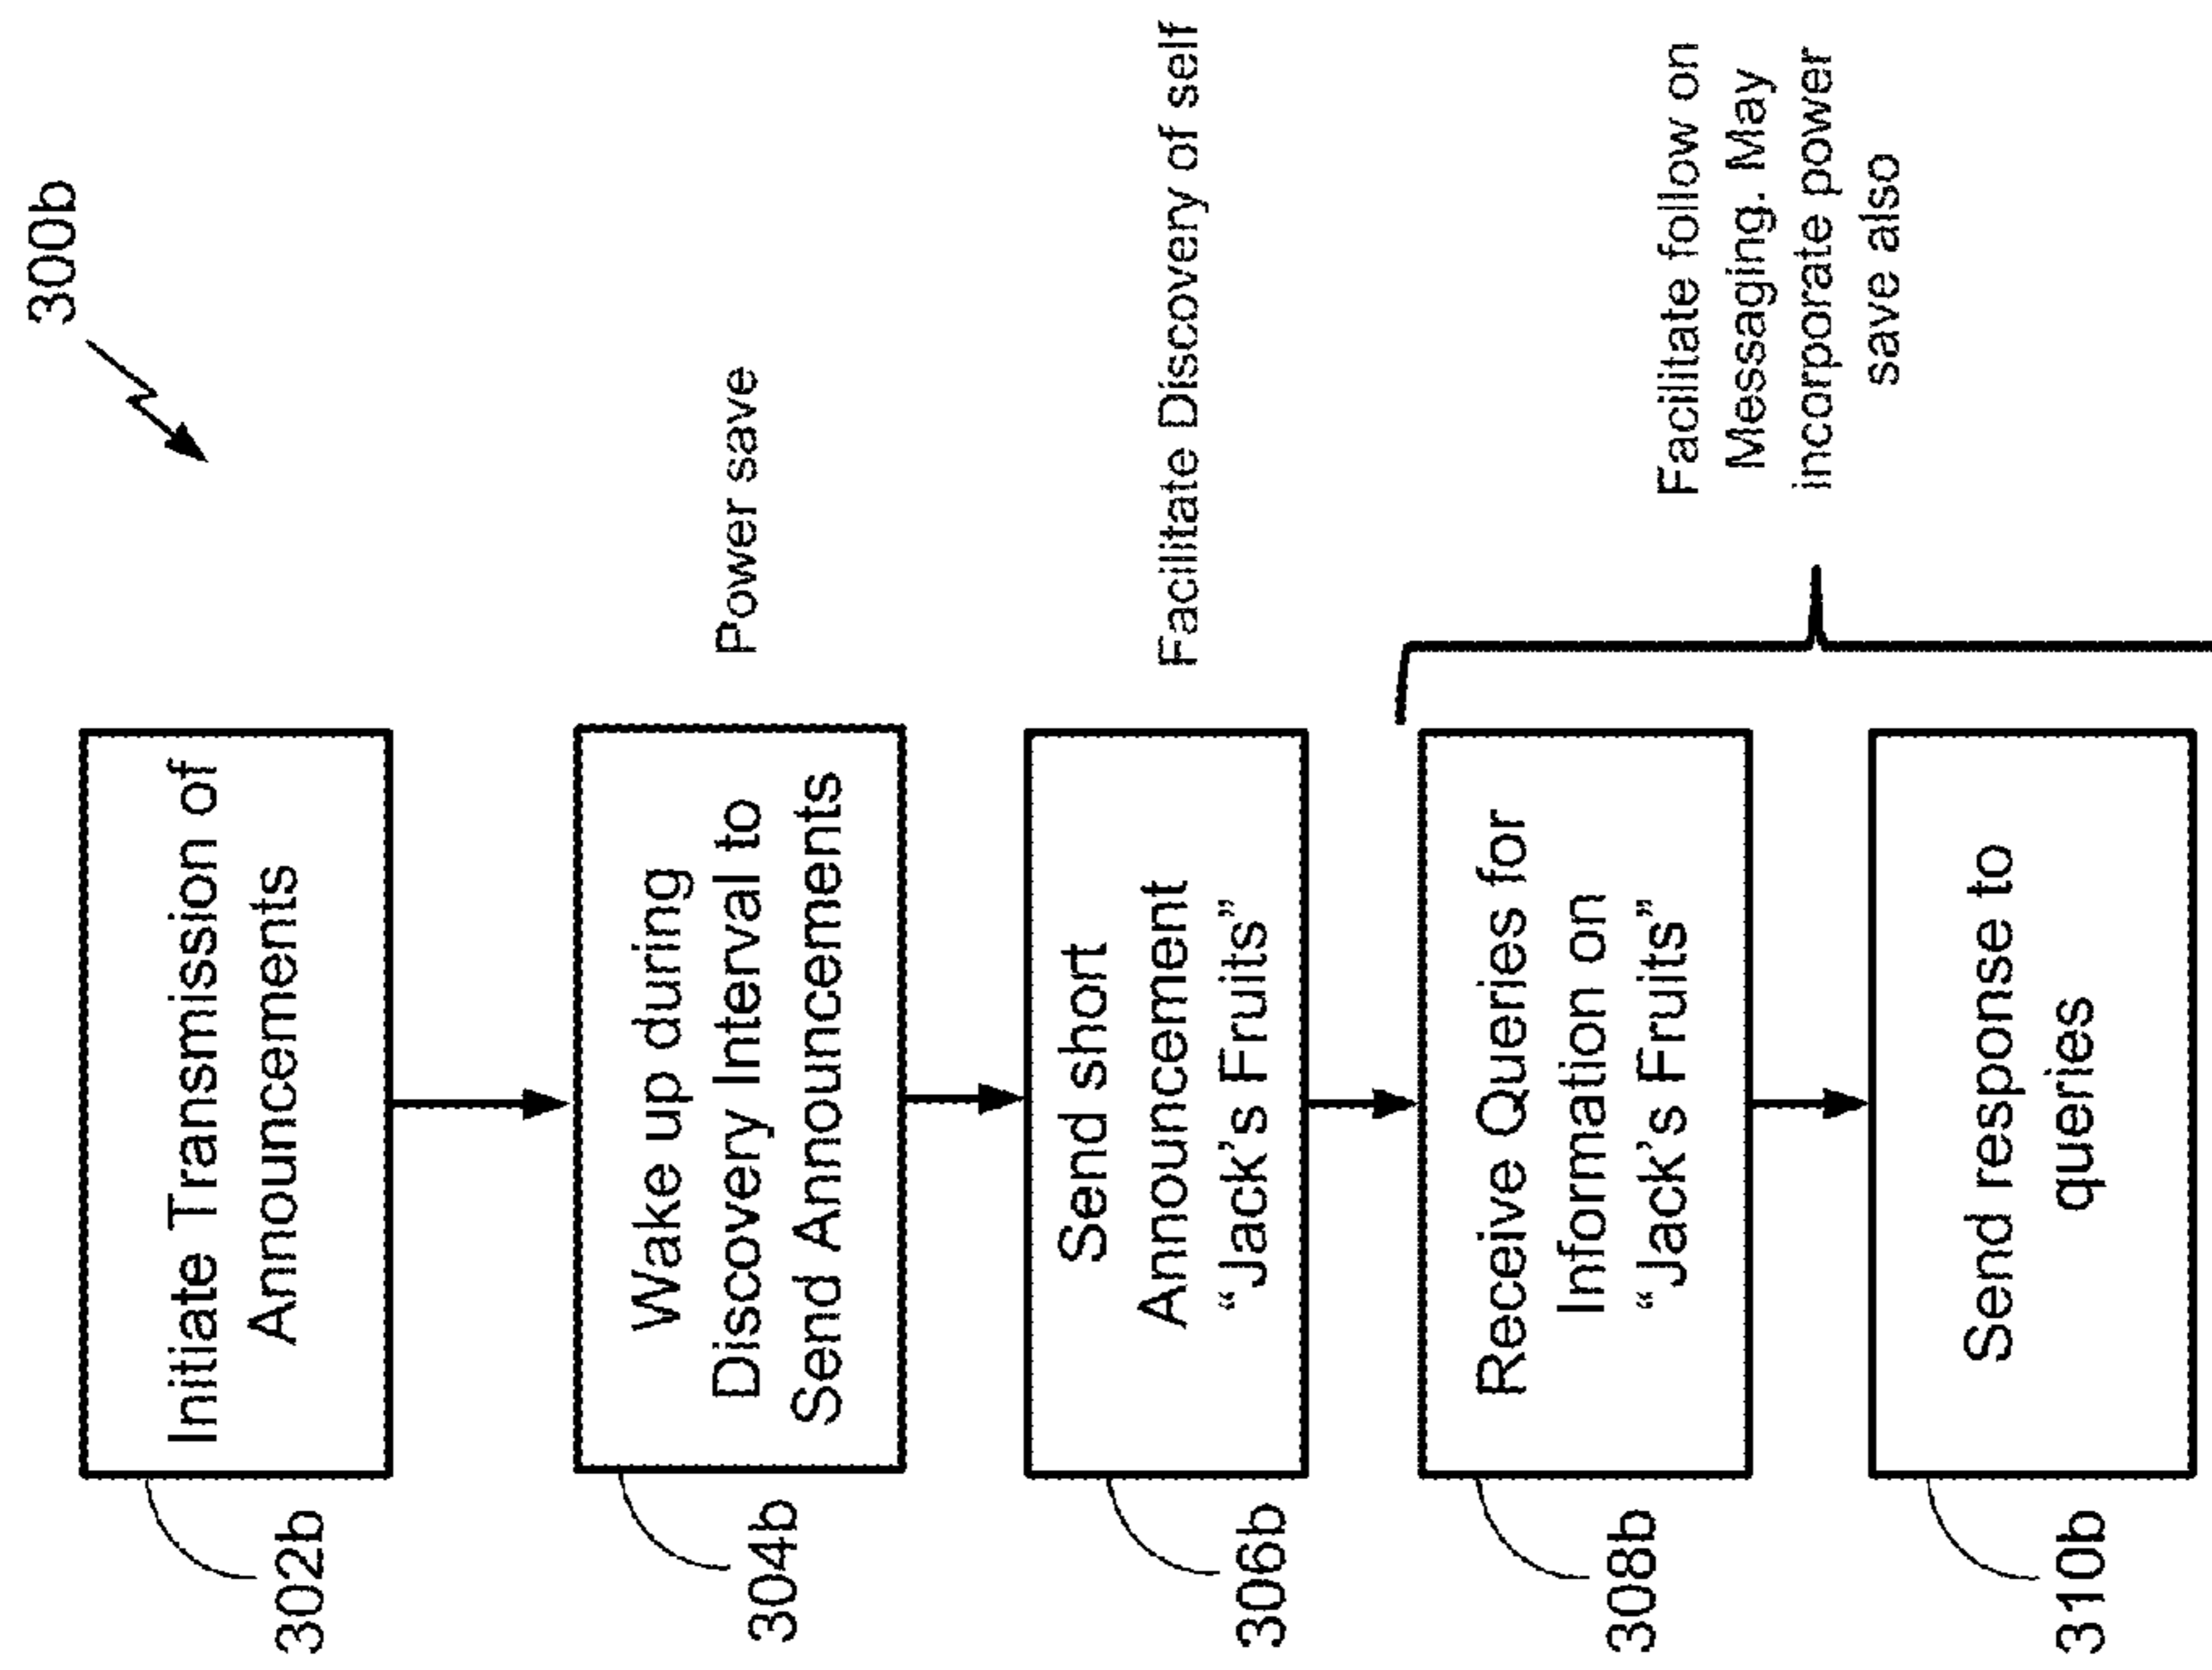 300b
302b
Initiate Transmission of
Announcements
304b
Wake up during
Discovery Interval to
Send Announcements
Power save
306b
Send short
Announcement
“Jack’s Fruits”
Facilitate Discovery of self
308b
Receive Queries for
Information on
“Jack’s Fruits”
310b
Send response to
queries
Facilitate follow on
Messaging. May
incorporate power
save also